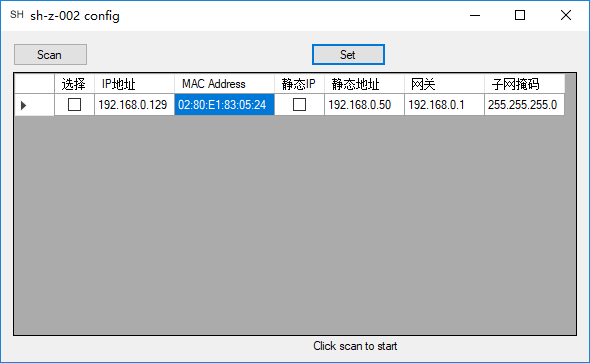 SH sh-z-002 config
Scan Set
选择 IP地址 MAC Address 静态IP 静态地址 网关 子网掩码
192.168.0.129 02:80:E1:83:05:24 192.168.0.50 192.168.0.1 255.255.255.0
Click scan to start